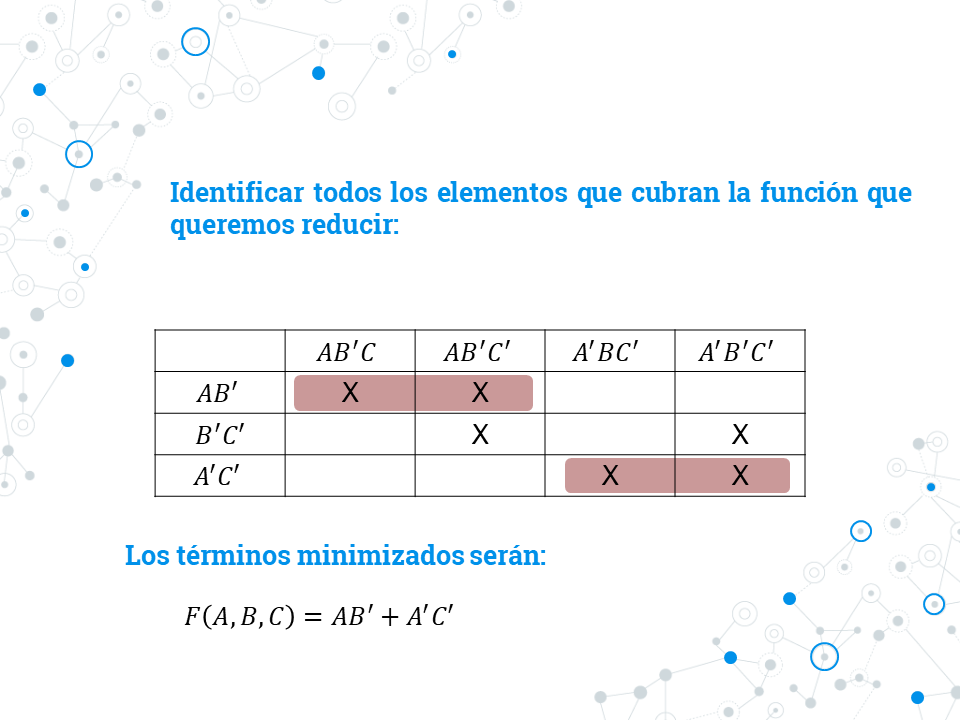 Identificar todos los elementos que cubran la función que
queremos reducir:
AB′C AB′C′ A′BC′ A′B′C′
AB′ X X
B′C′ X X
A′C′ X X
Los términos minimizados serán:
F(A, B, C) = AB′ + A′C′